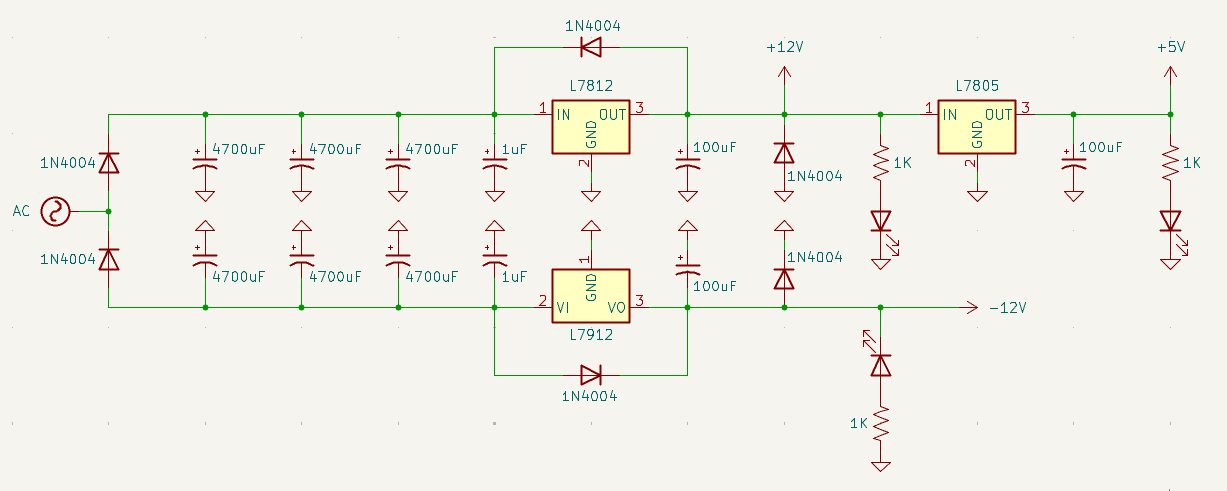 1N4004
+12V
+5V
L7812
L7805
1 IN OUT 3
GND
2
1 IN OUT 3
GND
2
1N4004
4700uF
4700uF
4700uF
1uF
100uF
1N4004
1K
100uF
1K
AC
1N4004
4700uF
4700uF
4700uF
1uF
1
GND
2 VI VO 3
L7912
100uF
1N4004
-12V
1N4004
1K